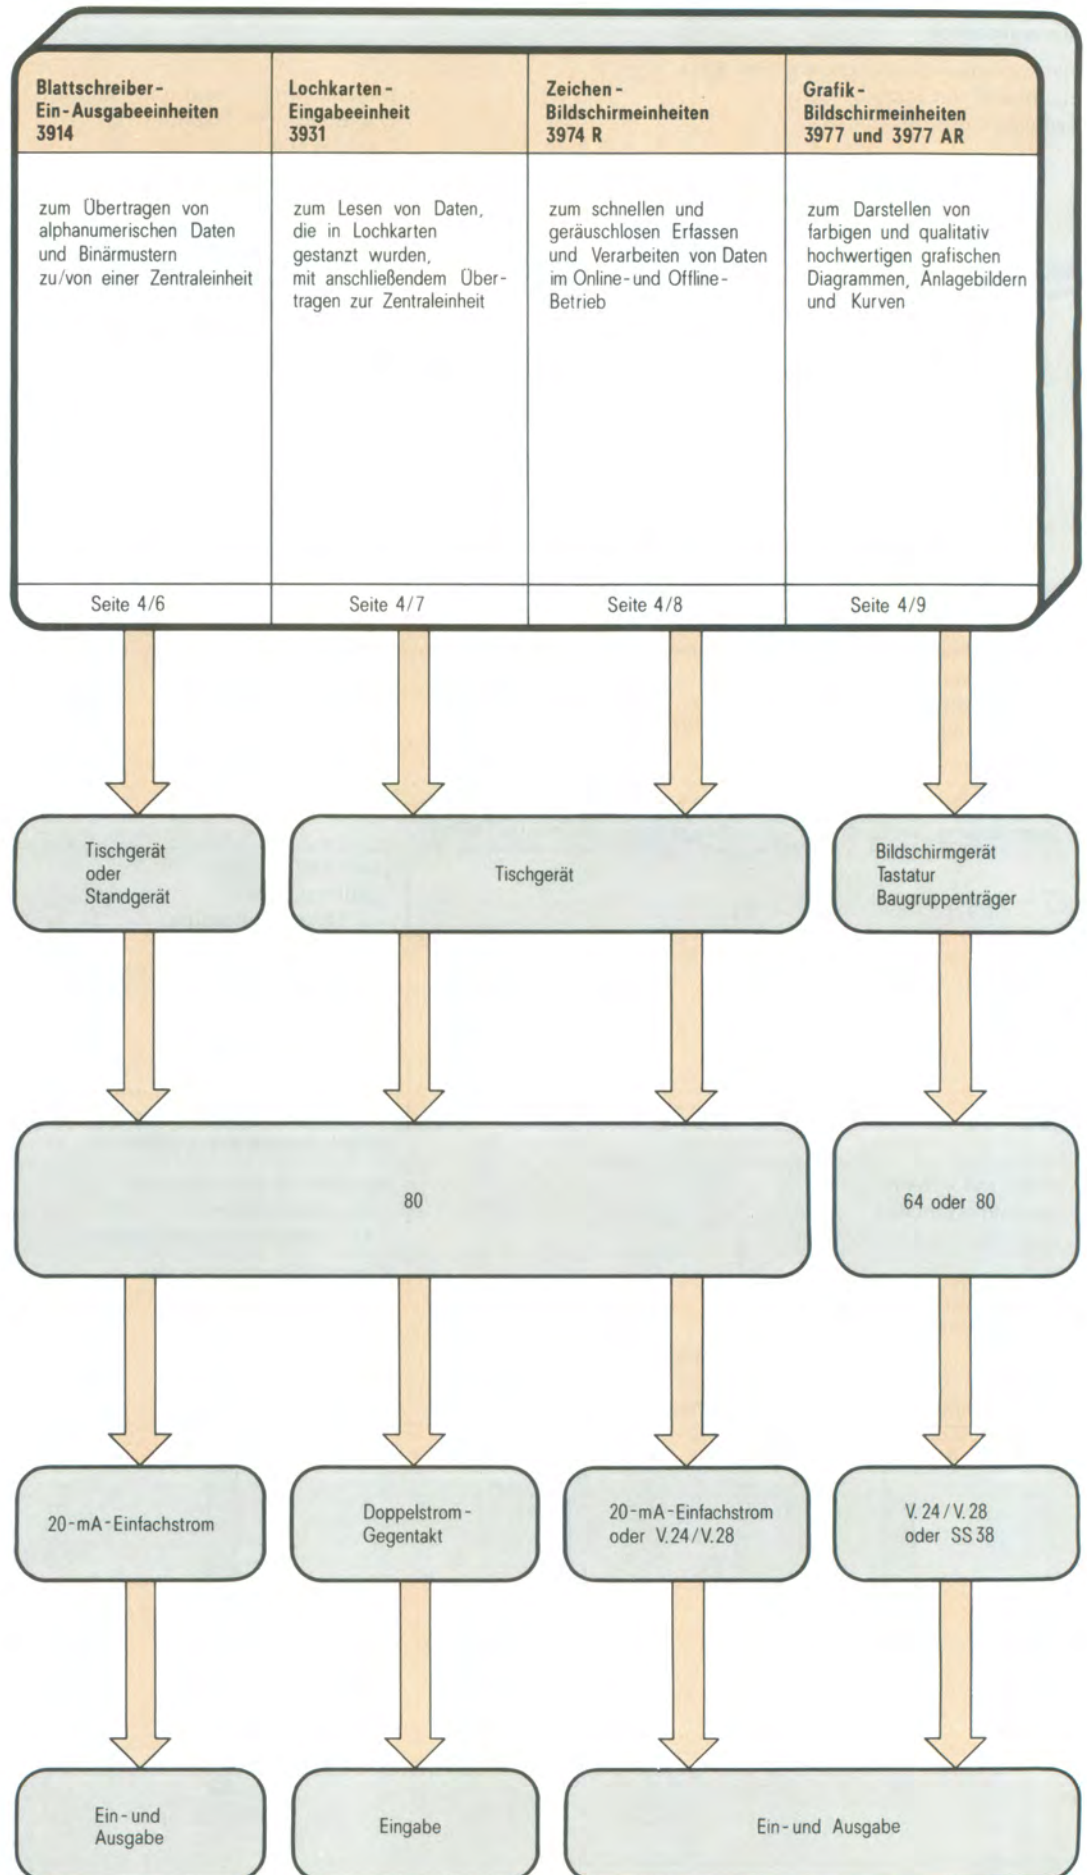 Blattschreiber-
Ein-Ausgabeeinheiten
3914
Lochkarten-
Eingabeeinheit
3931
Zeichen-
Bildschirmeinheiten
3974 R
Grafik-
Bildschirmeinheiten
3977 und 3977 AR
zum Übertragen von
alphanumerischen Daten
und Binärmustern
zu/von einer Zentraleinheit
zum Lesen von Daten,
die in Lochkarten
gestanzt wurden,
mit anschließendem Über-
tragen zur Zentraleinheit
zum schnellen und
geräuschlosen Erfassen
und Verarbeiten von Daten
im Online-und Offline-
Betrieb
zum Darstellen von
farbigen und qualitativ
hochwertigen grafischen
Diagrammen, Anlagebildern
und Kurven
Seite 4/6
Seite 4/7
Seite 4/8
Seite 4/9
Tischgerät
oder
Standgerät
Tischgerät
Bildschirmgerät
Tastatur
Baugruppenträger
80
64 oder 80
20-mA-Einfachstrom
Doppelstrom-
Gegentakt
20-mA-Einfachstrom
oder V.24/V.28
V.24/V.28
oder SS 38
Ein-und
Ausgabe
Eingabe
Ein-und Ausgabe